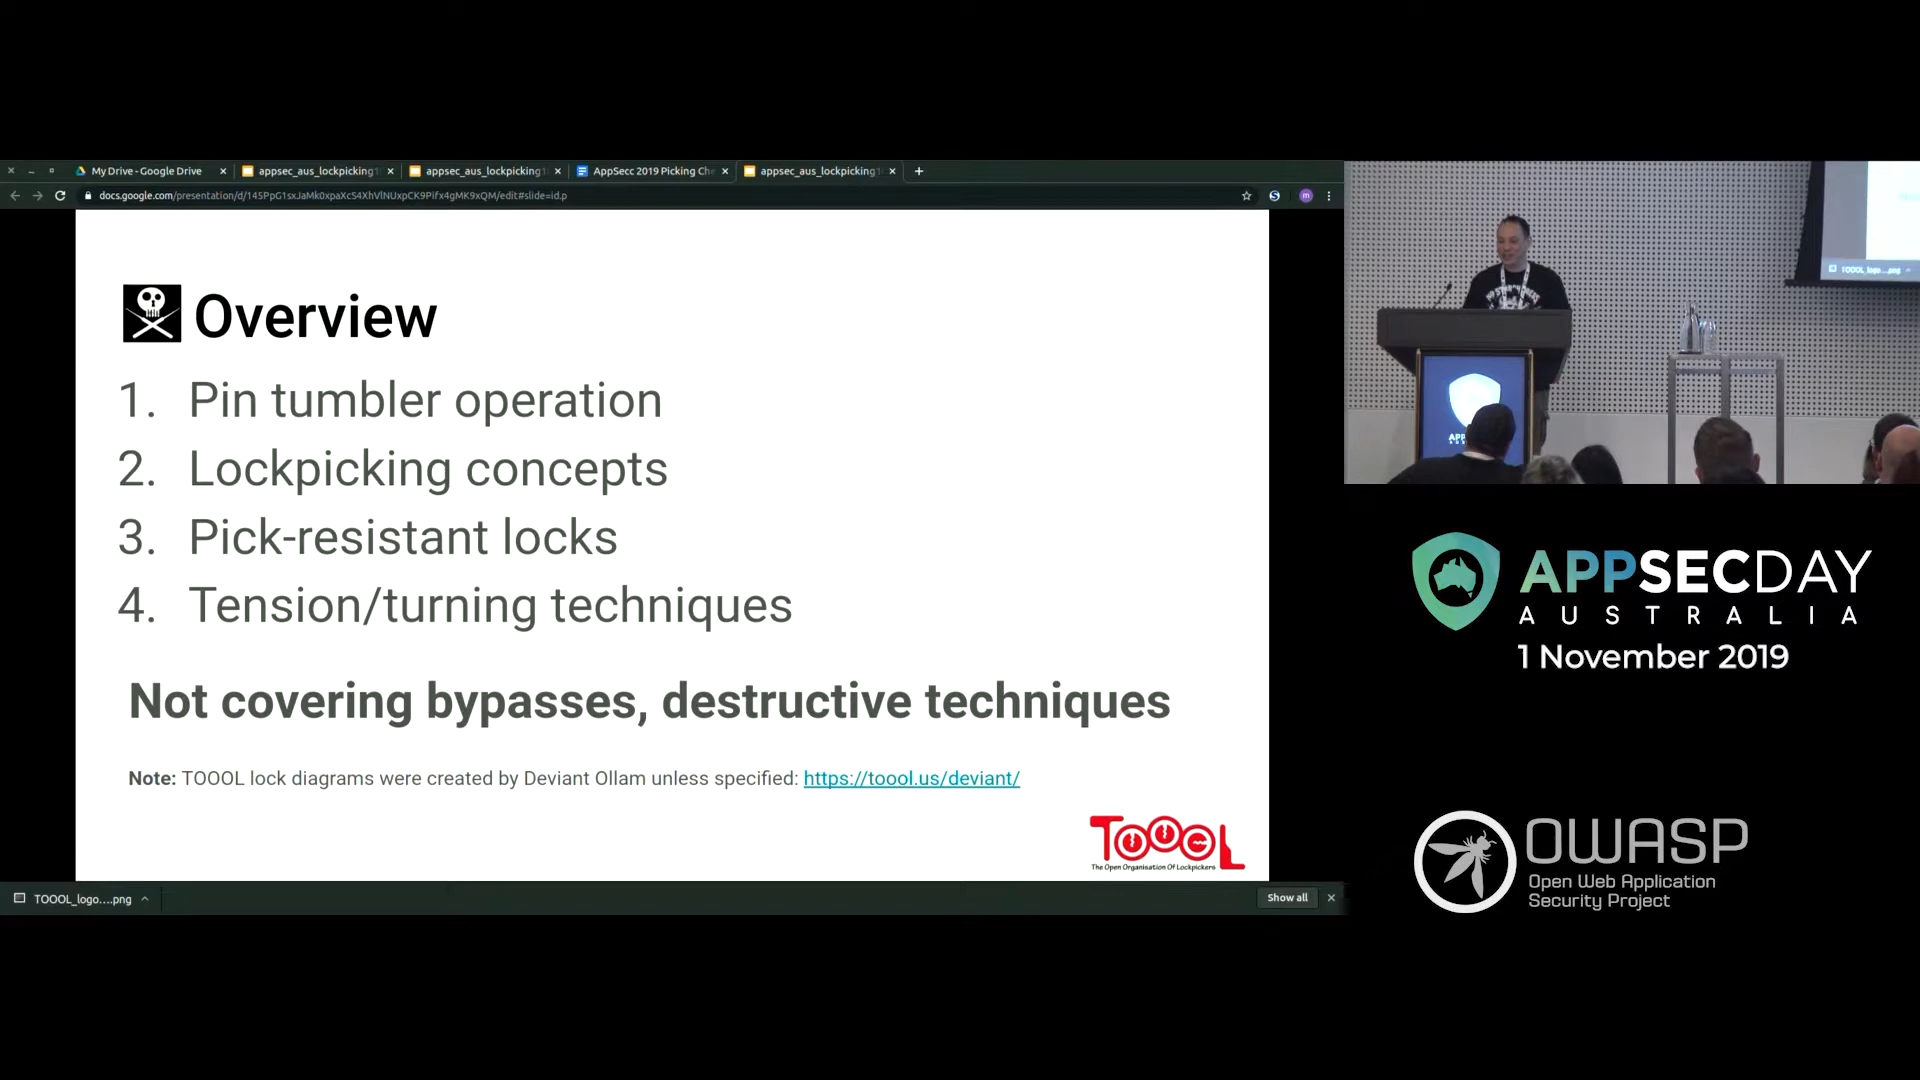 My Drive - Google Drive
appsec_aus_lockpicking
appsec_aus_lockpicking
AppSecc 2019 Picking Ch
appsec_aus_lockpicking
docs.google.com/presentation/d/145PpG1sxJaMk0xpaXcS4XhVlNUxpCK9Pifx4gMK9xQM/edit#slide=id.p
Overview
1. Pin tumbler operation
2. Lockpicking concepts
3. Pick-resistant locks
4. Tension/turning techniques
Not covering bypasses, destructive techniques
Note: TOOOL lock diagrams were created by Deviant Ollam unless specified: https://toool.us/deviant/
TOOOL
The Open Organisation Of Lockpickers
TOOOL_logo....png
Show all
TOOOL_logo....png
APPSECDAY
AUSTRALIA
1 November 2019
OWASP
Open Web Application
Security Project